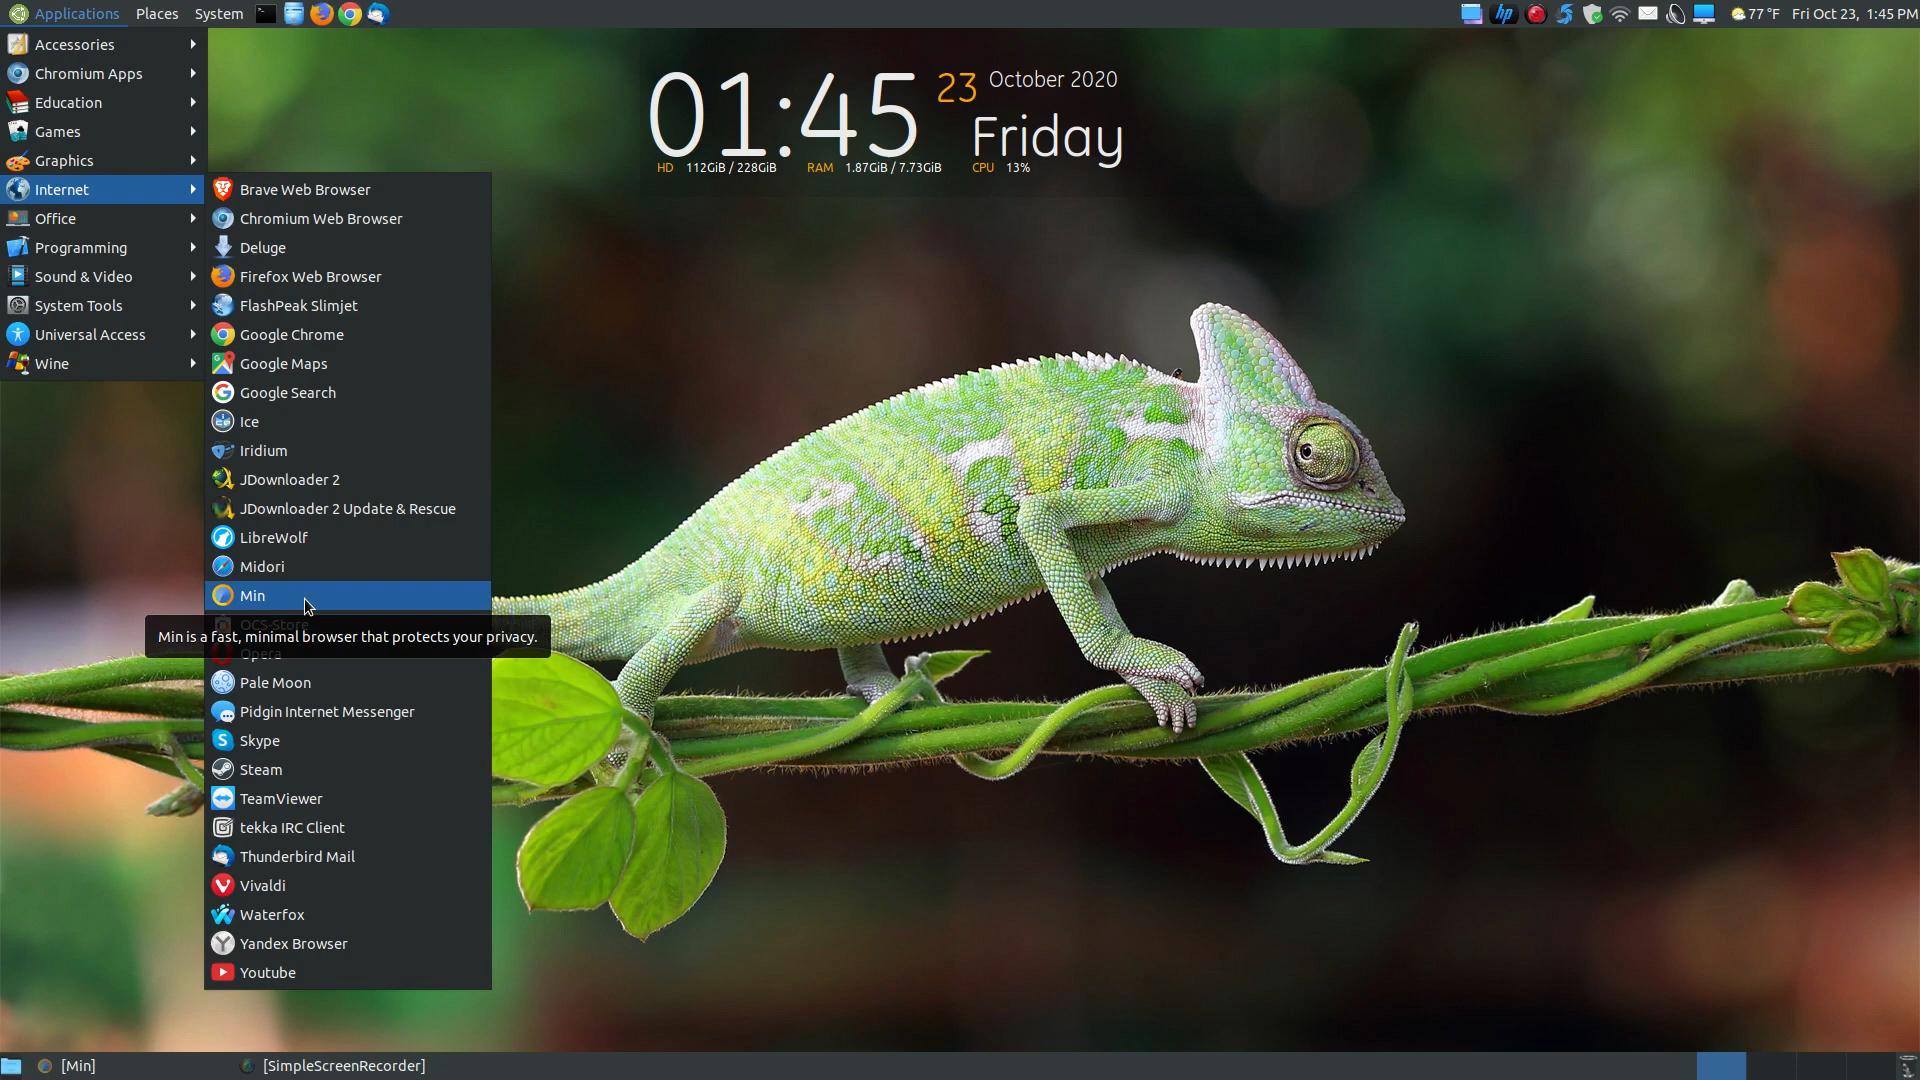 Applications Places System
77 °F Fri Oct 23, 1:45 PM
Accessories
Chromium Apps
Education
Games
Graphics
Internet
Office
Programming
Sound & Video
System Tools
Universal Access
Wine
Brave Web Browser
Chromium Web Browser
Deluge
Firefox Web Browser
FlashPeak Slimjet
Google Chrome
Google Maps
Google Search
Ice
Iridium
JDownloader 2
JDownloader 2 Update & Rescue
LibreWolf
Midori
Min
OCS-Store
Min is a fast, minimal browser that protects your privacy.
Opera
Pale Moon
Pidgin Internet Messenger
Skype
Steam
TeamViewer
tekka IRC Client
Thunderbird Mail
Vivaldi
Waterfox
Yandex Browser
Youtube
01:45 23 October 2020
Friday
HD 112GiB / 228GiB RAM 1.87GiB / 7.73GiB CPU 13%
[Min] [SimpleScreenRecorder]